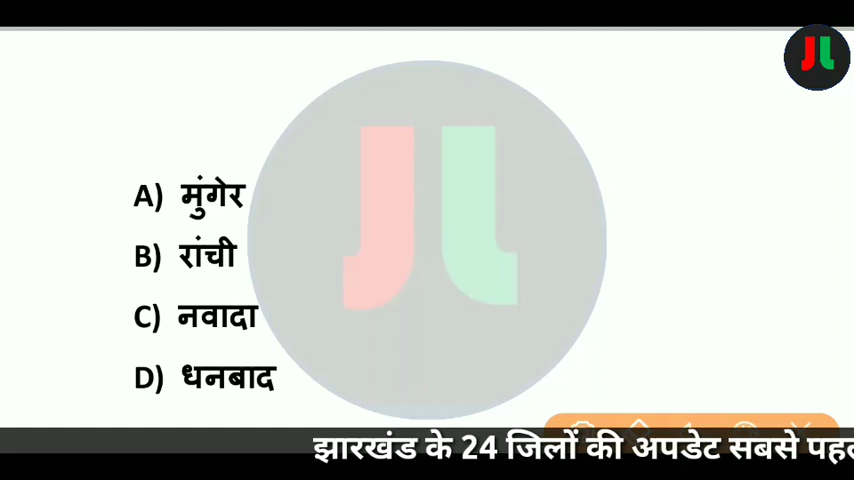 A) मुंगेर
B) रांची
C) नवादा
D) धनबाद
झारखंड के 24 जिलों की अपडेट सबसे